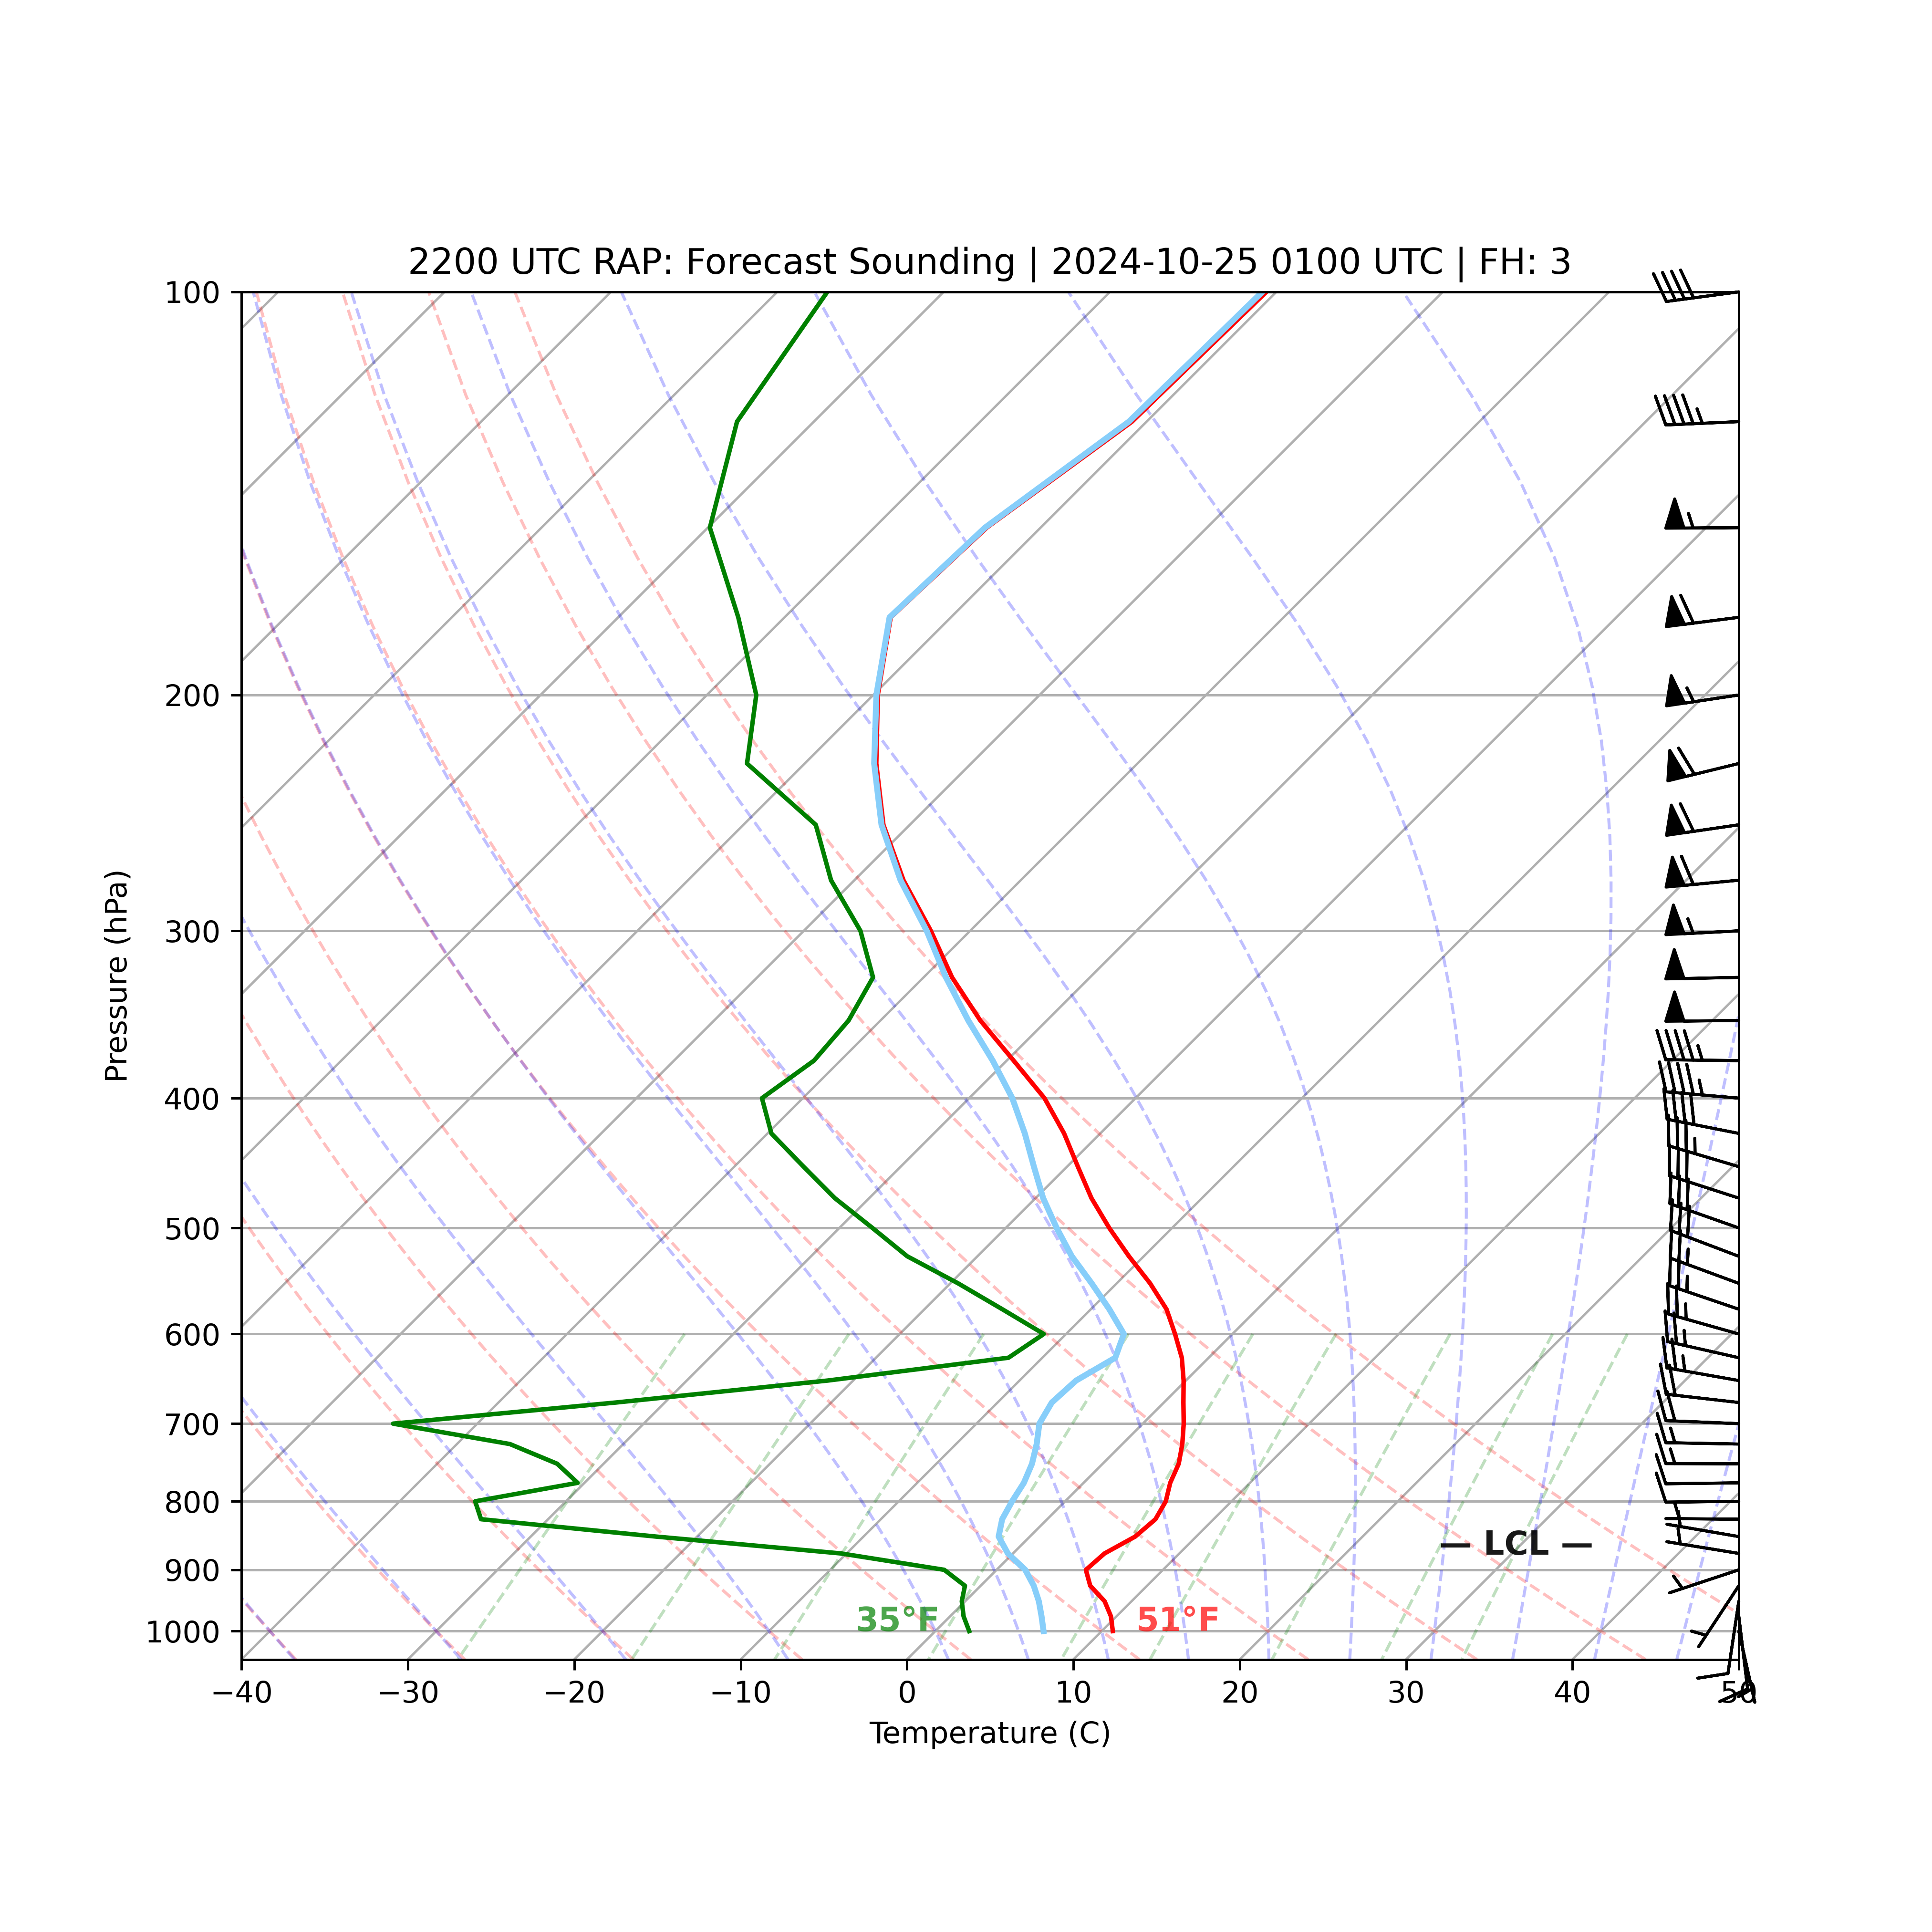 2200 UTC RAP: Forecast Sounding | 2024-10-25 0100 UTC | FH: 3
100
200
300
400
500
600
700
800
900
1000
Pressure (hPa)
— LCL —
35°F
51°F
−40 −30 −20 −10 0 10 20 30 40 50
Temperature (C)